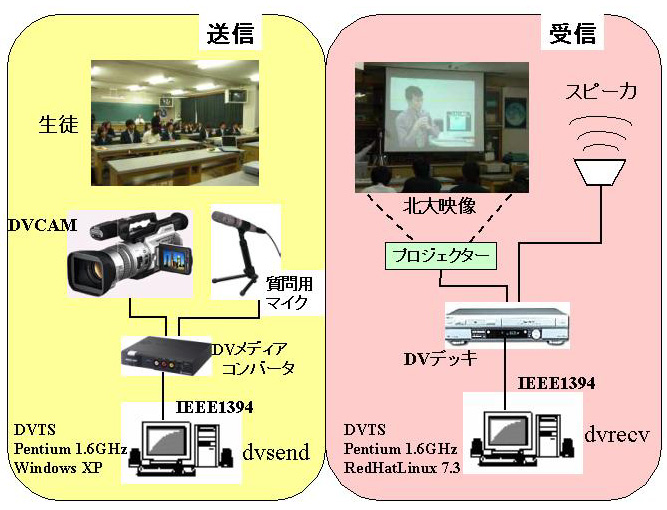 送信
生徒
DVCAM
質問用
マイク
DVメディア
コンバータ
IEEE1394
DVTS
Pentium 1.6GHz
Windows XP
dvsend
受信
スピーカ
北大映像
プロジェクター
DVデッキ
IEEE1394
DVTS
Pentium 1.6GHz
RedHatLinux 7.3
dvrecv